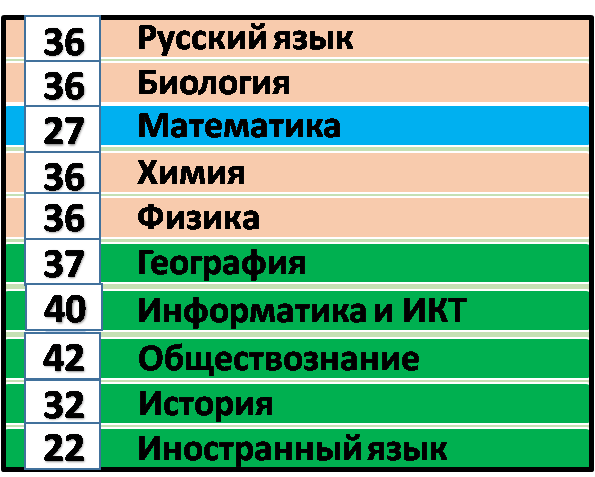 36 Русский язык
36 Биология
27 Математика
36 Химия
36 Физика
37 География
40 Информатика и ИКТ
42 Обществознание
32 История
22 Иностранный язык